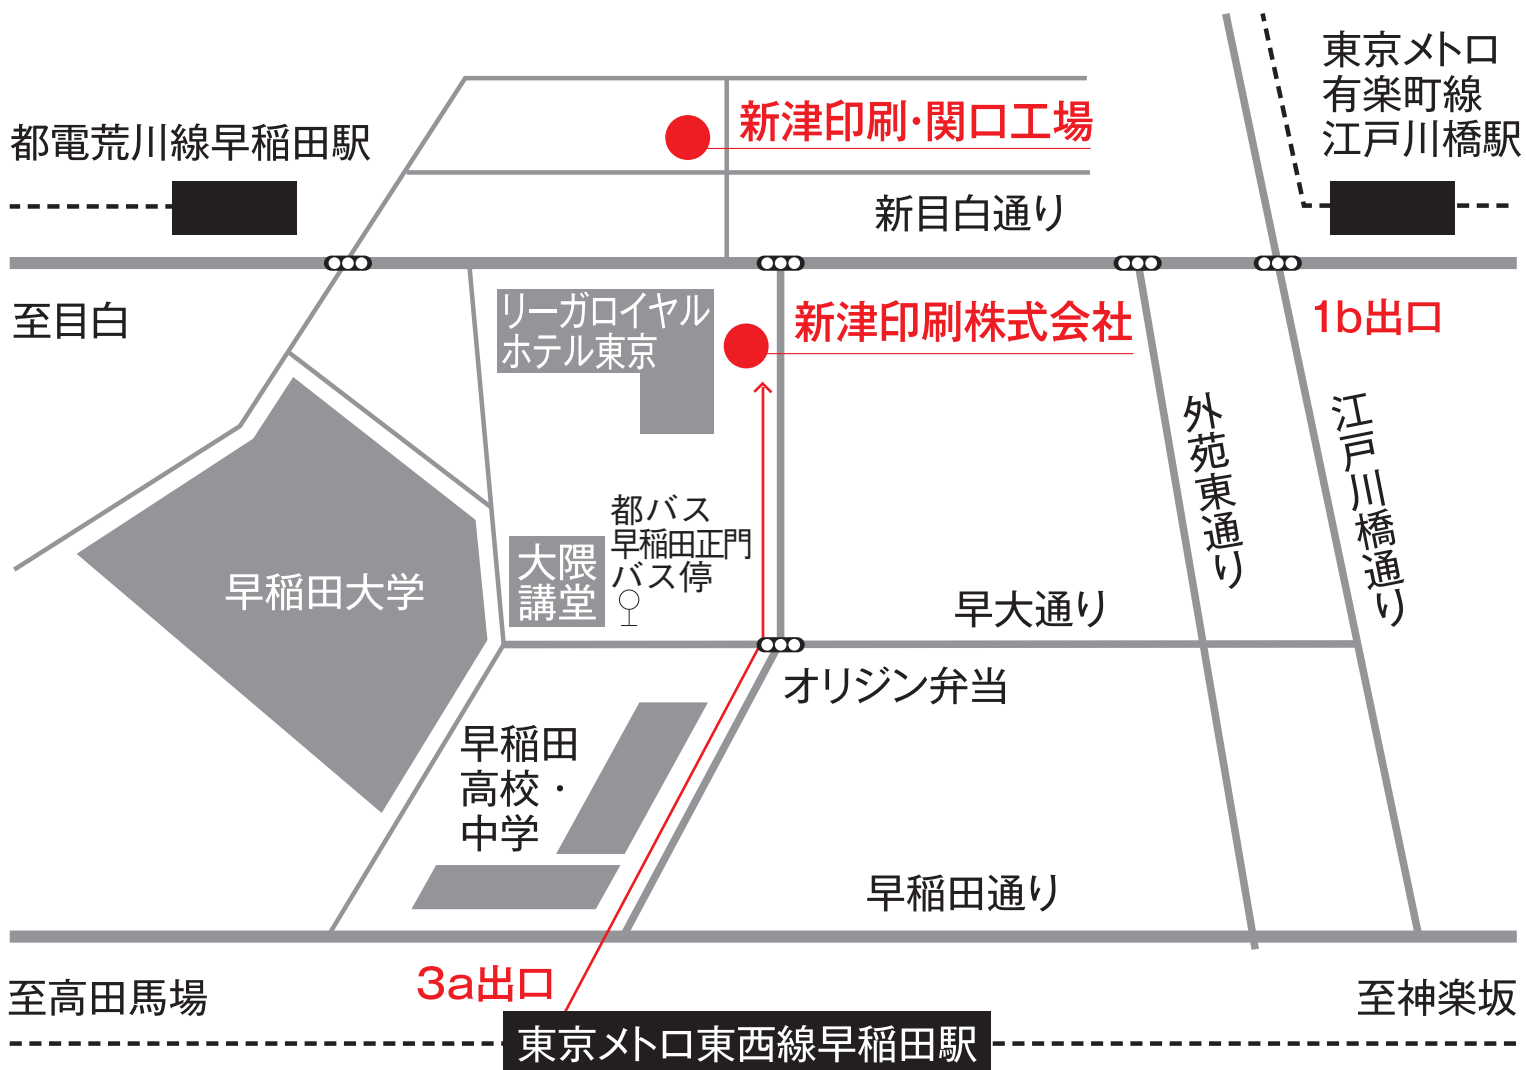 東京メトロ
有楽町線
江戸川橋駅
新津印刷・関口工場
都電荒川線早稲田駅
新目白通り
至目白
リーガロイヤル
ホテル東京
新津印刷株式会社
1b出口
外苑東通り
江戸川橋通り
都バス
早稲田正門
バス停
大隈
講堂
早稲田大学
早大通り
オリジン弁当
早稲田
高校・
中学
早稲田通り
3a出口
至高田馬場
至神楽坂
東京メトロ東西線早稲田駅